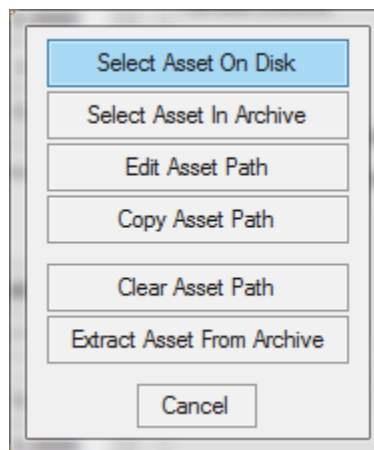 Select Asset On Disk
Select Asset In Archive
Edit Asset Path
Copy Asset Path
Clear Asset Path
Extract Asset From Archive
Cancel